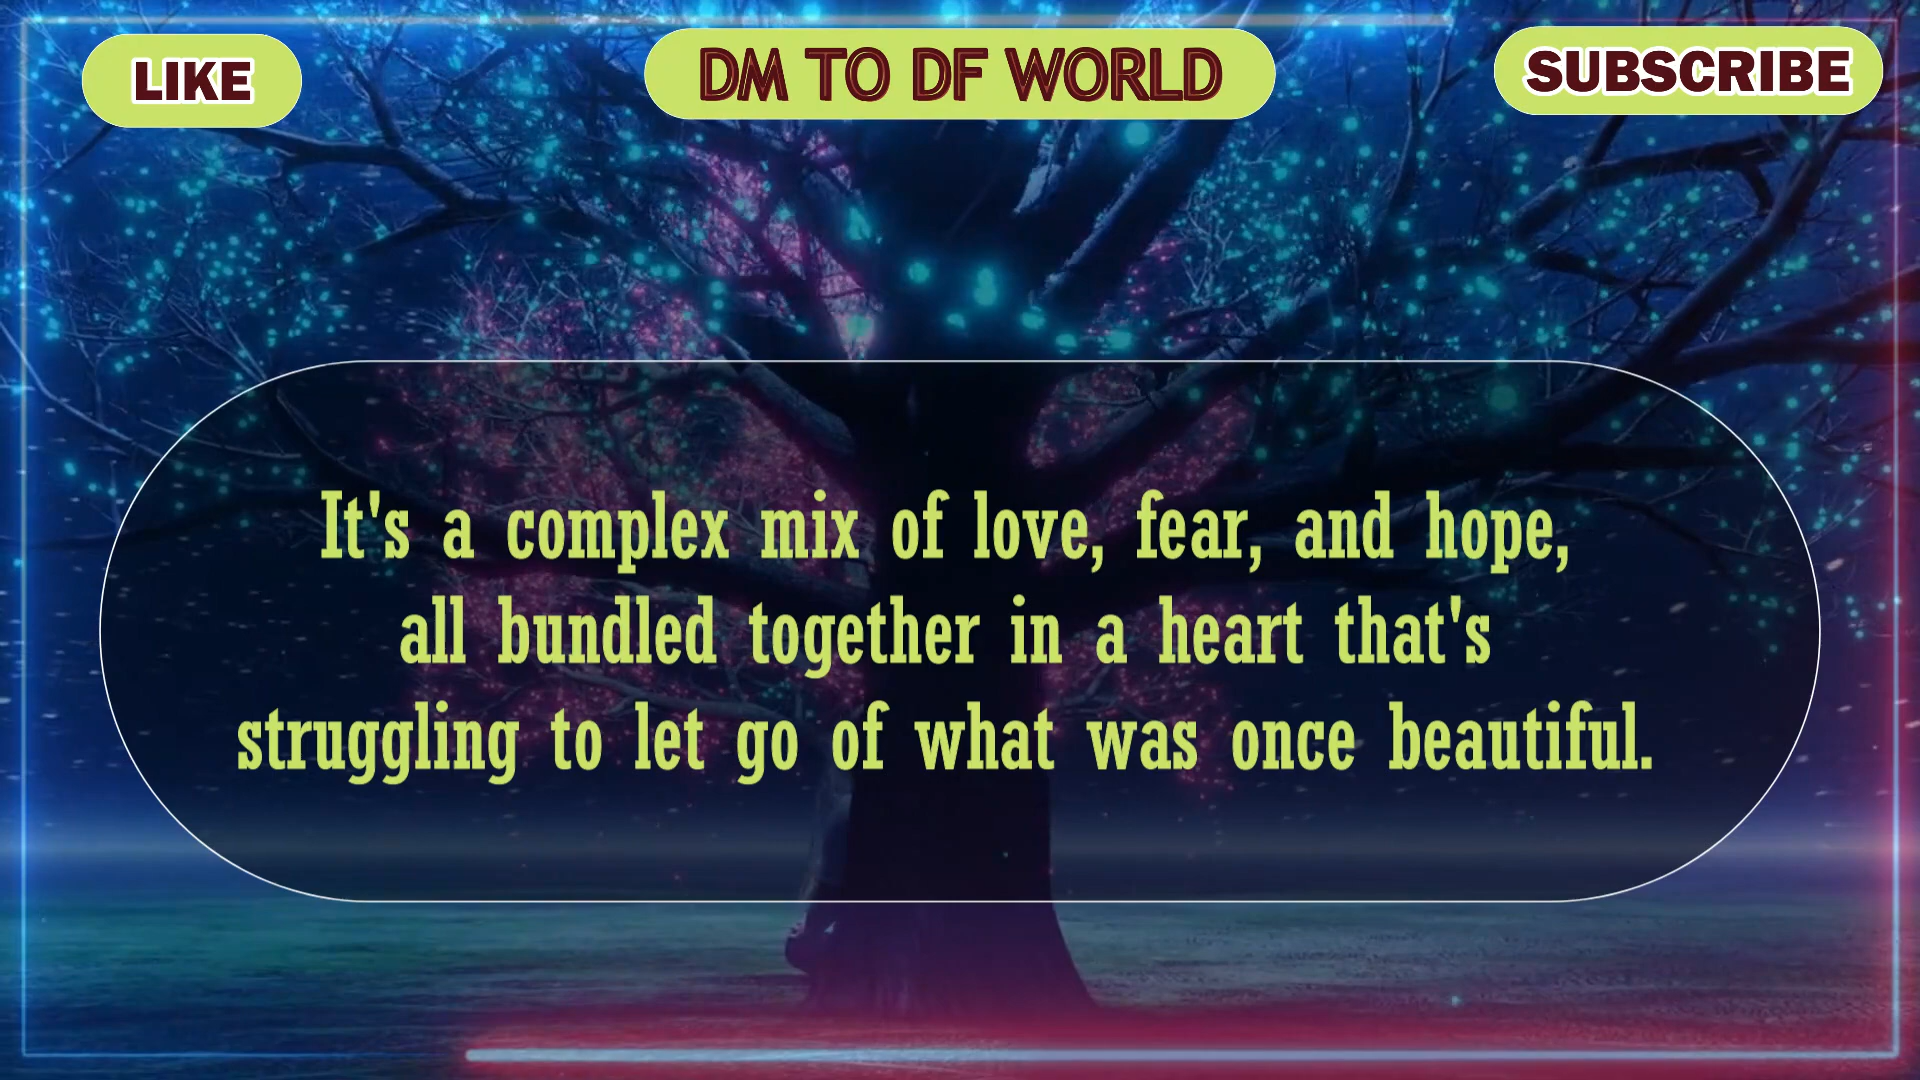 LIKE
DM TO DF WORLD
SUBSCRIBE
It's a complex mix of love, fear, and hope,
all bundled together in a heart that's
struggling to let go of what was once beautiful.